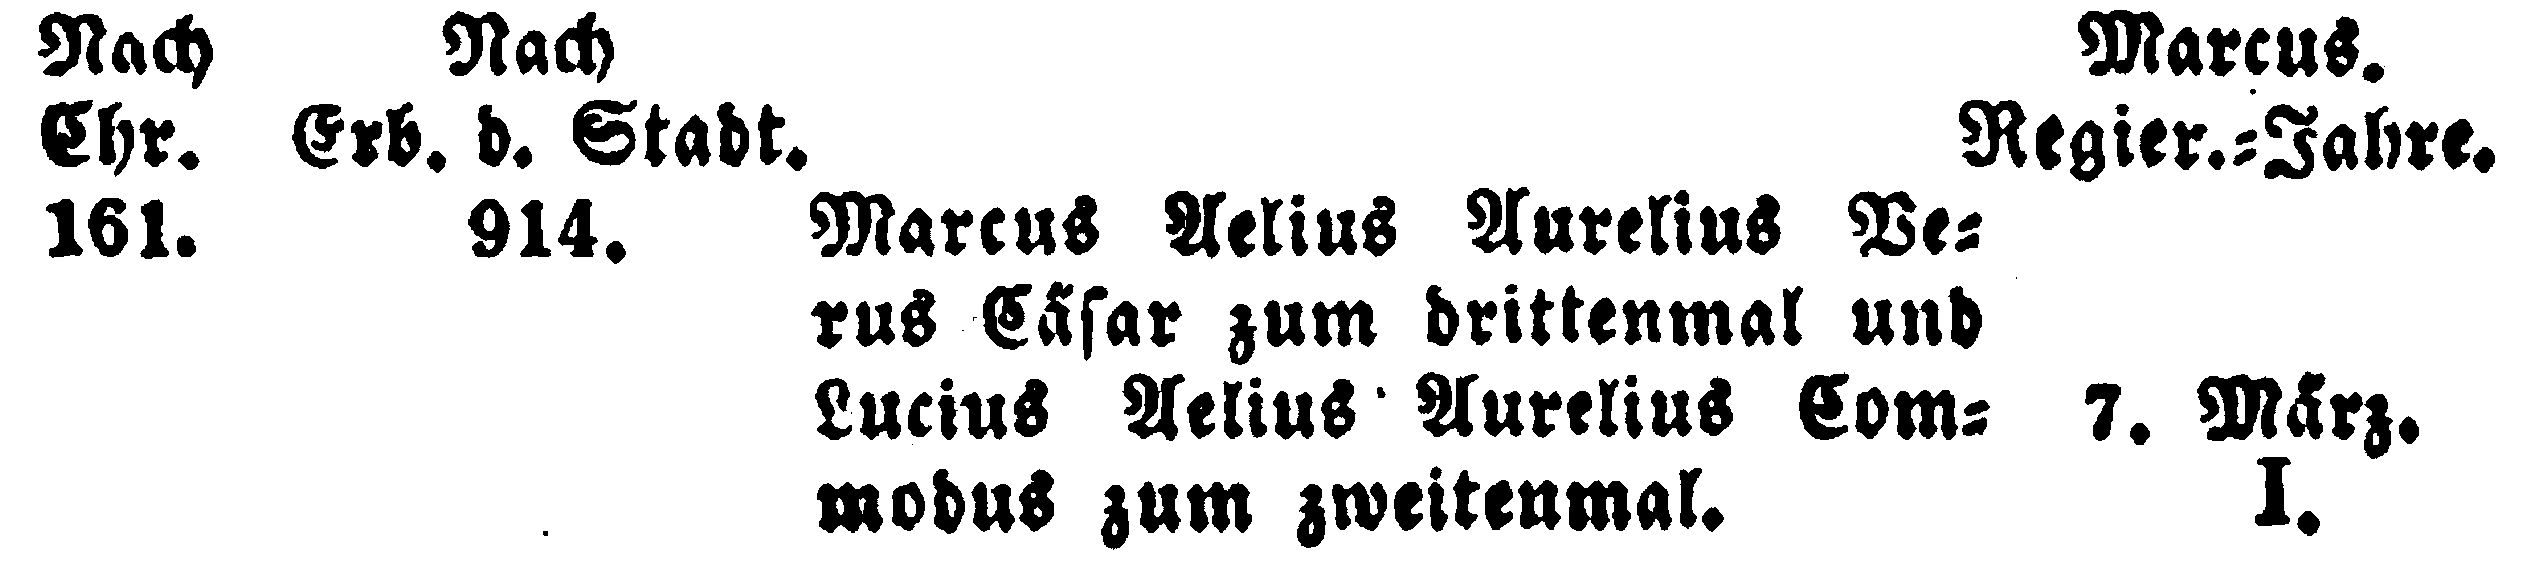 Nach Nach Marcus.
Chr. Erb. d. Stadt. Regier.=Jahre.
161. 914. Marcus Aelius Aurelius Ve=
rus Cäſar zum drittenmal und
Lucius Aelius Aurelius Com= 7. März.
modus zum zweitenmal. I.